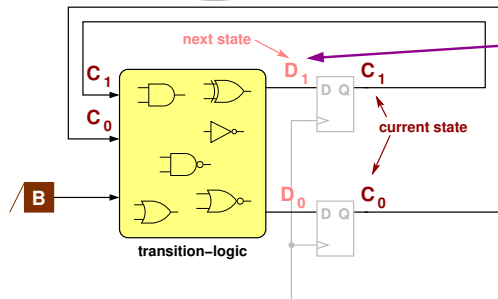 next state
D1
C1
C1
D Q
C0
current state
B
D0
C0
D Q
transition-logic